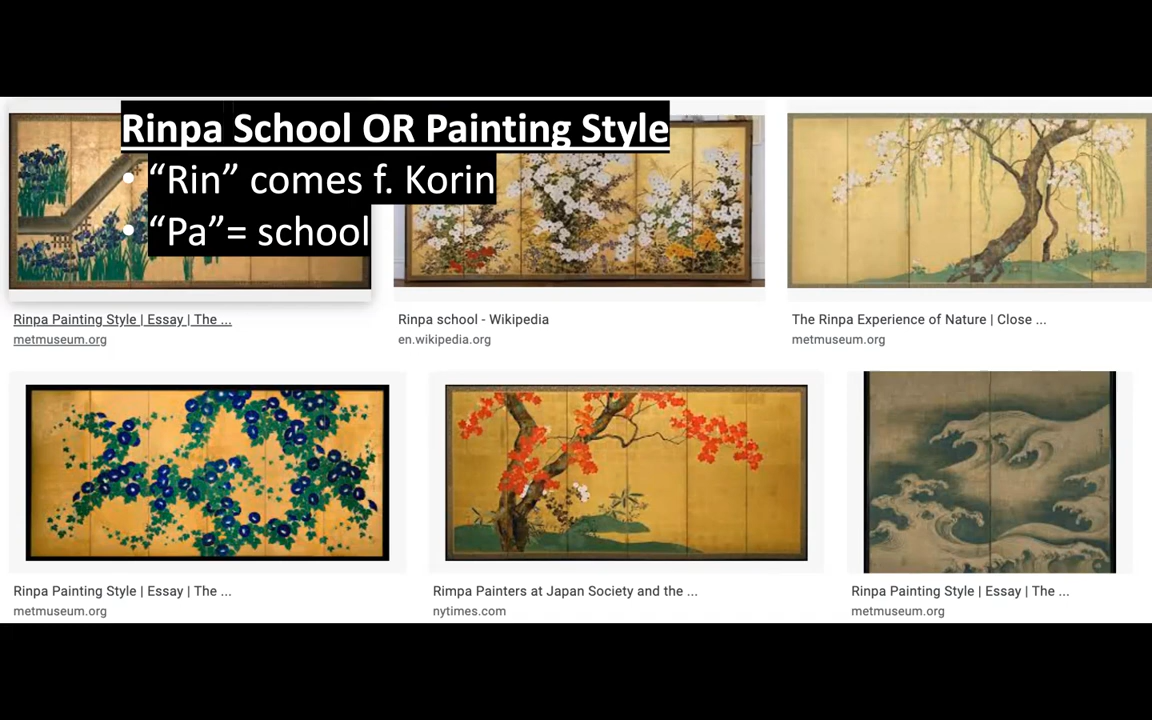 Rinpa School OR Painting Style
• “Rin” comes f. Korin
• “Pa”= school
Rinpa Painting Style | Essay | The ...
metmuseum.org
Rinpa school - Wikipedia
en.wikipedia.org
The Rinpa Experience of Nature | Close ...
metmuseum.org
Rinpa Painting Style | Essay | The ...
metmuseum.org
Rimpa Painters at Japan Society and the ...
nytimes.com
Rinpa Painting Style | Essay | The ...
metmuseum.org